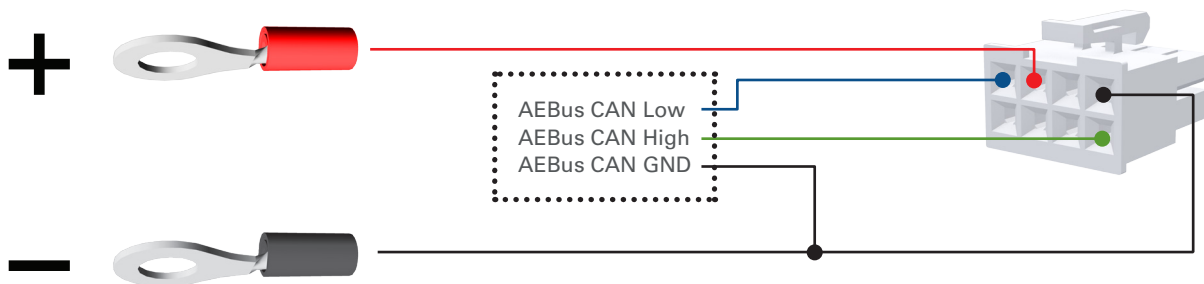 +
AEBus CAN Low
AEBus CAN High
AEBus CAN GND
−